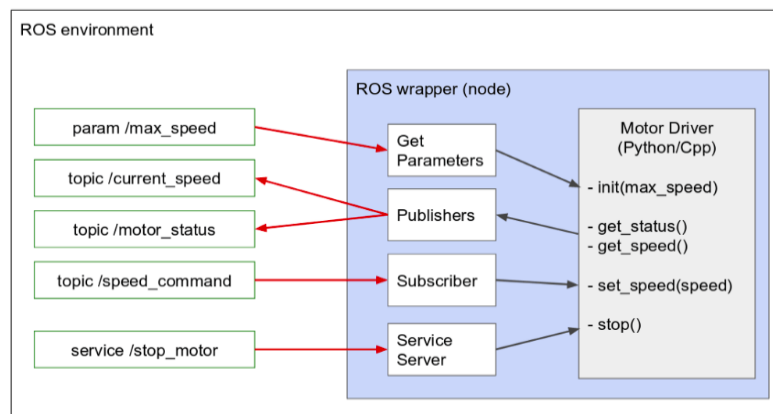 ROS environment
ROS wrapper (node)
param /max_speed
topic /current_speed
topic /motor_status
topic /speed_command
service /stop_motor
Get
Parameters
Publishers
Subscriber
Service
Server
Motor Driver
(Python/Cpp)
- init(max_speed)
- get_status()
- get_speed()
- set_speed(speed)
- stop()